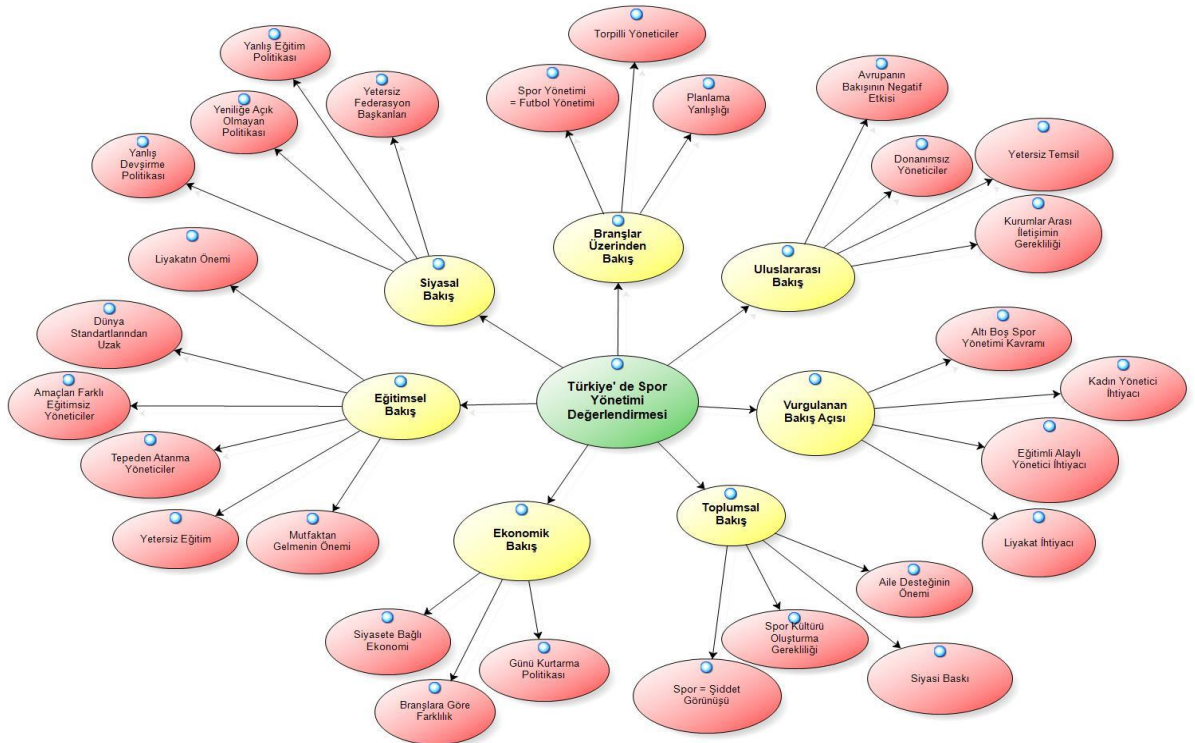 Türkiye' de Spor
Yönetimi
Değerlendirmesi
Siyasal
Bakış
Yanlış Eğitim
Politikası
Yetersiz
Federasyon
Başkanları
Yeniliğe Açık
Olmayan
Politikası
Yanlış
Devşirme
Politikası
Branşlar
Üzerinden
Bakış
Torpilli Yöneticiler
Spor Yönetimi
= Futbol Yönetimi
Planlama
Yanlışlığı
Uluslararası
Bakış
Avrupanın
Bakışının Negatif
Etkisi
Donanımsız
Yöneticiler
Yetersiz Temsil
Kurumlar Arası
İletişimin
Gerekliliği
Vurgulanan
Bakış Açısı
Altı Boş Spor
Yönetimi Kavramı
Kadın Yönetici
İhtiyacı
Eğitimli Alaylı
Yönetici İhtiyacı
Liyakat İhtiyacı
Toplumsal
Bakış
Aile Desteğinin
Önemi
Siyasi Baskı
Spor Kültürü
Oluşturma
Gerekliliği
Spor = Şiddet
Görünüşü
Ekonomik
Bakış
Siyasete Bağlı
Ekonomi
Branşlara Göre
Farklılık
Günü Kurtarma
Politikası
Eğitimsel
Bakış
Liyakatın Önemi
Dünya
Standartlarından
Uzak
Amaçları Farklı
Eğitimsiz
Yöneticiler
Tepeden Atanma
Yöneticiler
Yetersiz Eğitim
Mutfaktan
Gelmenin Önemi